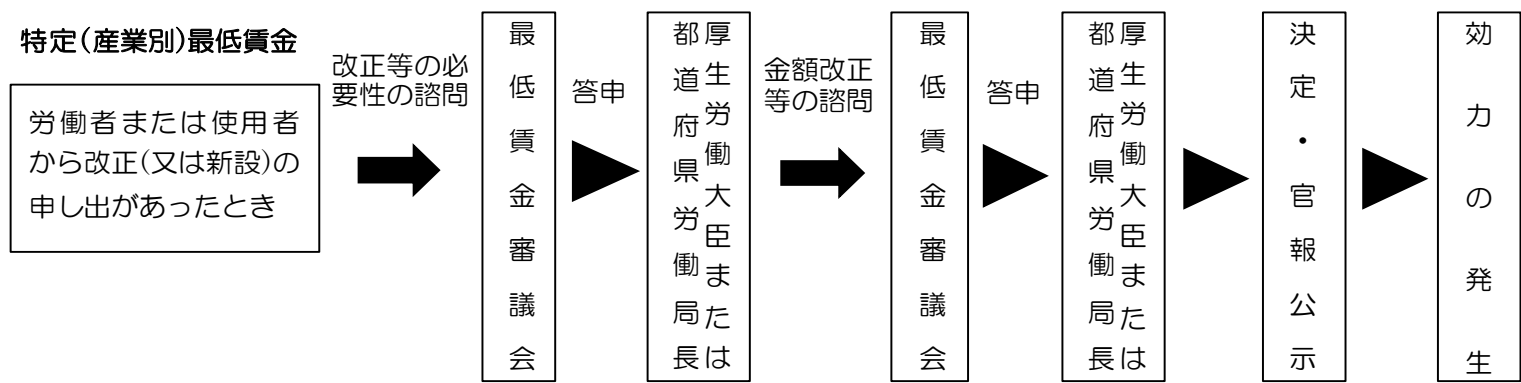 特定(産業別)最低賃金
労働者または使用者
から改正(又は新設)の
申し出があったとき
改正等の必
要性の諮問
最低賃金審議会
答申
厚生労働大臣または
都道府県労働局長
金額改正
等の諮問
最低賃金審議会
答申
厚生労働大臣または
都道府県労働局長
決定・官報公示
効力の発生